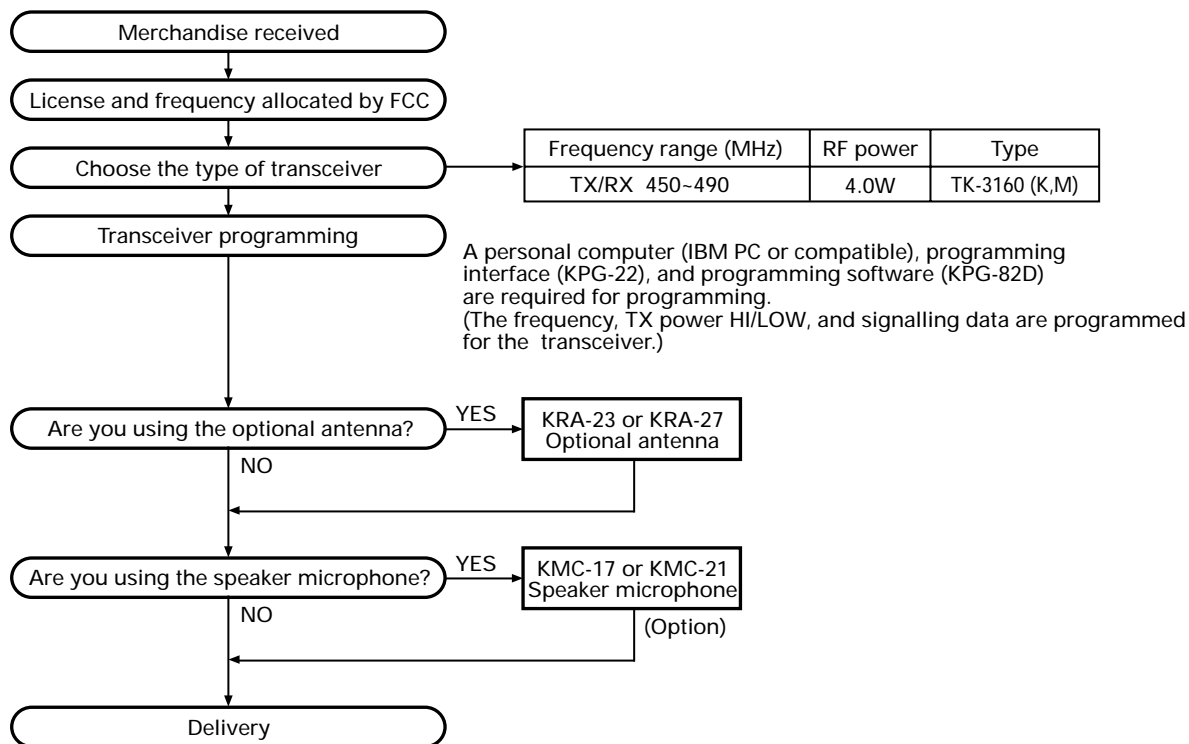 Merchandise received
License and frequency allocated by FCC
Choose the type of transceiver
Frequency range (MHz) RF power Type
TX/RX 450~490 4.0W TK-3160 (K,M)
Transceiver programming
A personal computer (IBM PC or compatible), programming
interface (KPG-22), and programming software (KPG-82D)
are required for programming.
(The frequency, TX power HI/LOW, and signalling data are programmed
for the transceiver.)
Are you using the optional antenna?
YES
KRA-23 or KRA-27
Optional antenna
NO
Are you using the speaker microphone?
YES
KMC-17 or KMC-21
Speaker microphone
NO
(Option)
Delivery